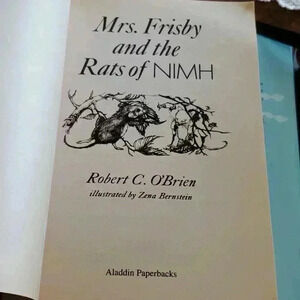 Mrs. Frisby
and the
Rats of NIMH
Robert C. O'Brien
illustrated by Zena Bernstein
Aladdin Paperbacks